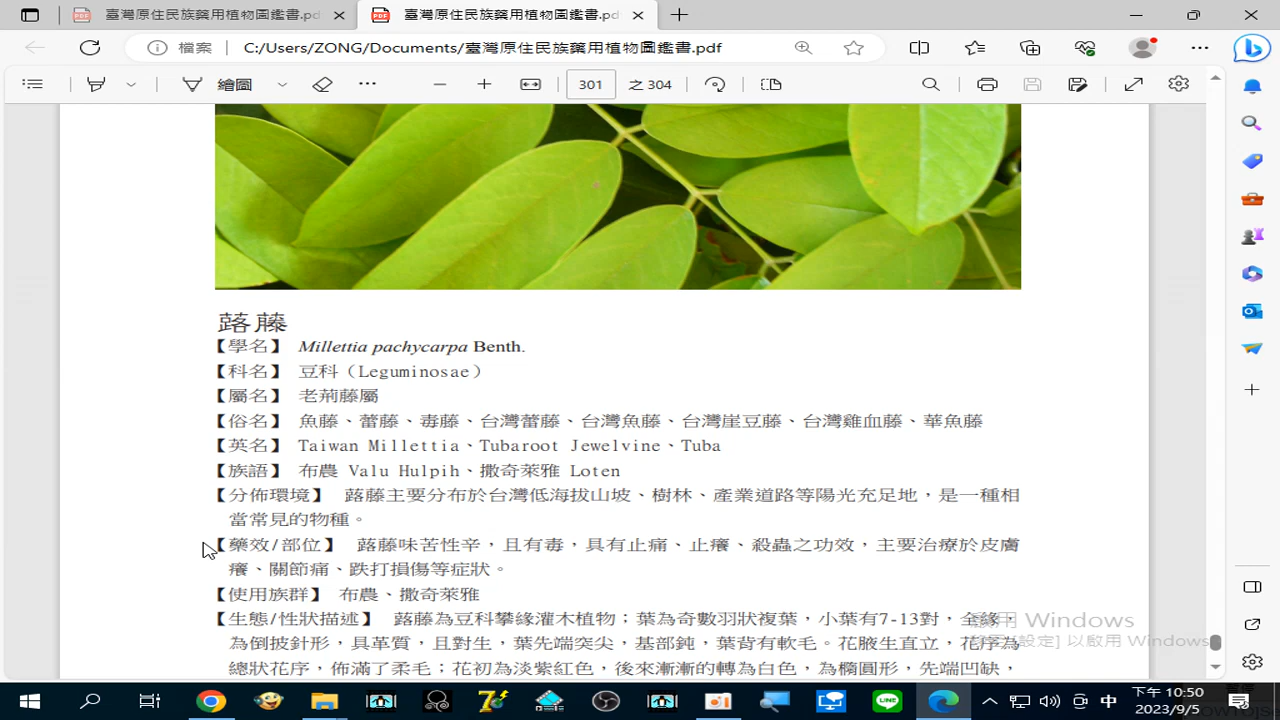 臺灣原住民族藥用植物圖鑑書.pd
臺灣原住民族藥用植物圖鑑書.pd
檔案
C:/Users/ZONG/Documents/臺灣原住民族藥用植物圖鑑書.pdf
繪圖
301
之 304
蕗藤
【學名】 Millettia pachycarpa Benth.
【科名】 豆科（Leguminosae）
【屬名】 老荊藤屬
【俗名】 魚藤、蕾藤、毒藤、台灣蕾藤、台灣魚藤、台灣崖豆藤、台灣雞血藤、華魚藤
【英名】 Taiwan Millettia、Tubaroot Jewelvine、Tuba
【族語】 布農 Valu Hulpih、撒奇萊雅 Loten
【分佈環境】 蕗藤主要分布於台灣低海拔山坡、樹林、產業道路等陽光充足地，是一種相
當常見的物種。
【藥效/部位】 蕗藤味苦性辛，且有毒，具有止痛、止癢、殺蟲之功效，主要治療於皮膚
癢、關節痛、跌打損傷等症狀。
【使用族群】 布農、撒奇萊雅
【生態/性狀描述】 蕗藤為豆科攀緣灌木植物；葉為奇數羽狀複葉，小葉有7-13對，全緣，
為倒披針形，具革質，且對生，葉先端突尖，基部鈍，葉背有軟毛。花腋生直立，花序為
總狀花序，佈滿了柔毛；花初為淡紫紅色，後來漸漸的轉為白色，為橢圓形，先端凹缺，
啟用 Windows
移至 [設定] 以啟用 Windows。
中
下午 10:50
2023/9/5